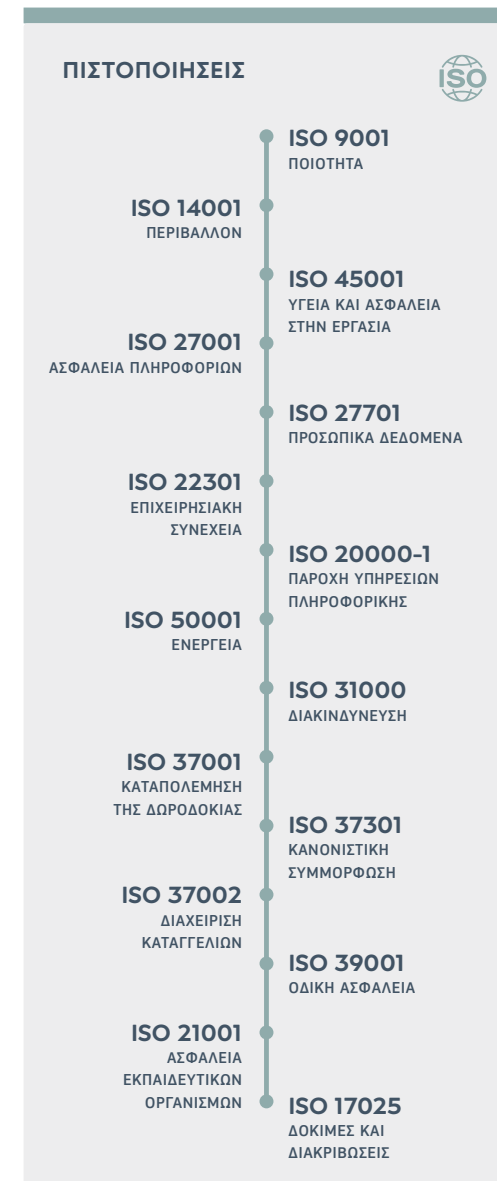 ΠΙΣΤΟΠΟΙΗΣΕΙΣ
ISO
ISO 9001
ΠΟΙΟΤΗΤΑ
ISO 14001
ΠΕΡΙΒΑΛΛΟΝ
ISO 45001
ΥΓΕΙΑ ΚΑΙ ΑΣΦΑΛΕΙΑ
ΣΤΗΝ ΕΡΓΑΣΙΑ
ISO 27001
ΑΣΦΑΛΕΙΑ ΠΛΗΡΟΦΟΡΙΩΝ
ISO 27701
ΠΡΟΣΩΠΙΚΑ ΔΕΔΟΜΕΝΑ
ISO 22301
ΕΠΙΧΕΙΡΗΣΙΑΚΗ
ΣΥΝΕΧΕΙΑ
ISO 20000-1
ΠΑΡΟΧΗ ΥΠΗΡΕΣΙΩΝ
ΠΛΗΡΟΦΟΡΙΚΗΣ
ISO 50001
ΕΝΕΡΓΕΙΑ
ISO 31000
ΔΙΑΚΙΝΔΥΝΕΥΣΗ
ISO 37001
ΚΑΤΑΠΟΛΕΜΗΣΗ
ΤΗΣ ΔΩΡΟΔΟΚΙΑΣ
ISO 37301
ΚΑΝΟΝΙΣΤΙΚΗ
ΣΥΜΜΟΡΦΩΣΗ
ISO 37002
ΔΙΑΧΕΙΡΙΣΗ
ΚΑΤΑΓΓΕΛΙΩΝ
ISO 39001
ΟΔΙΚΗ ΑΣΦΑΛΕΙΑ
ISO 21001
ΑΣΦΑΛΕΙΑ
ΕΚΠΑΙΔΕΥΤΙΚΩΝ
ΟΡΓΑΝΙΣΜΩΝ
ISO 17025
ΔΟΚΙΜΕΣ ΚΑΙ
ΔΙΑΚΡΙΒΩΣΕΙΣ